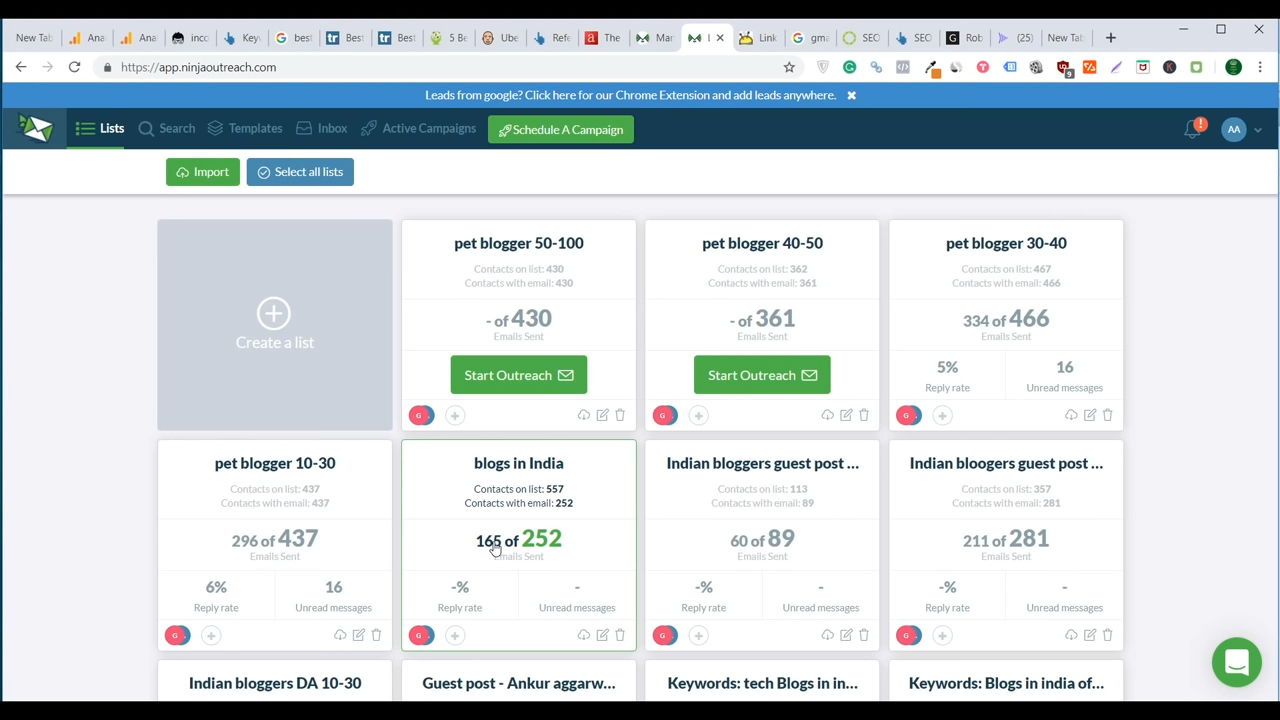 New Tab Ana Ana inco Key best Best Best 5 Be Ube Refe The Mar Link gma SEO SEO Rob (25) New Tab
https://app.ninjaoutreach.com
9
Leads from google? Click here for our Chrome Extension and add leads anywhere.
Lists Search Templates Inbox Active Campaigns Schedule A Campaign ! AA
Import Select all lists
Create a list
pet blogger 50-100
Contacts on list: 430
Contacts with email: 430
- of 430
Emails Sent
Start Outreach
G
pet blogger 40-50
Contacts on list: 362
Contacts with email: 361
- of 361
Emails Sent
Start Outreach
G
pet blogger 30-40
Contacts on list: 467
Contacts with email: 466
334 of 466
Emails Sent
5% 16
Reply rate Unread messages
G
pet blogger 10-30
Contacts on list: 437
Contacts with email: 437
296 of 437
Emails Sent
6% 16
Reply rate Unread messages
G
blogs in India
Contacts on list: 557
Contacts with email: 252
165 of 252
Emails Sent
-% -
Reply rate Unread messages
G
Indian bloggers guest post ...
Contacts on list: 113
Contacts with email: 89
60 of 89
Emails Sent
-% -
Reply rate Unread messages
G
Indian bloogers guest post ...
Contacts on list: 357
Contacts with email: 281
211 of 281
Emails Sent
-% -
Reply rate Unread messages
G
Indian bloggers DA 10-30
Guest post - Ankur aggarw...
Keywords: tech Blogs in in...
Keywords: Blogs in india of...